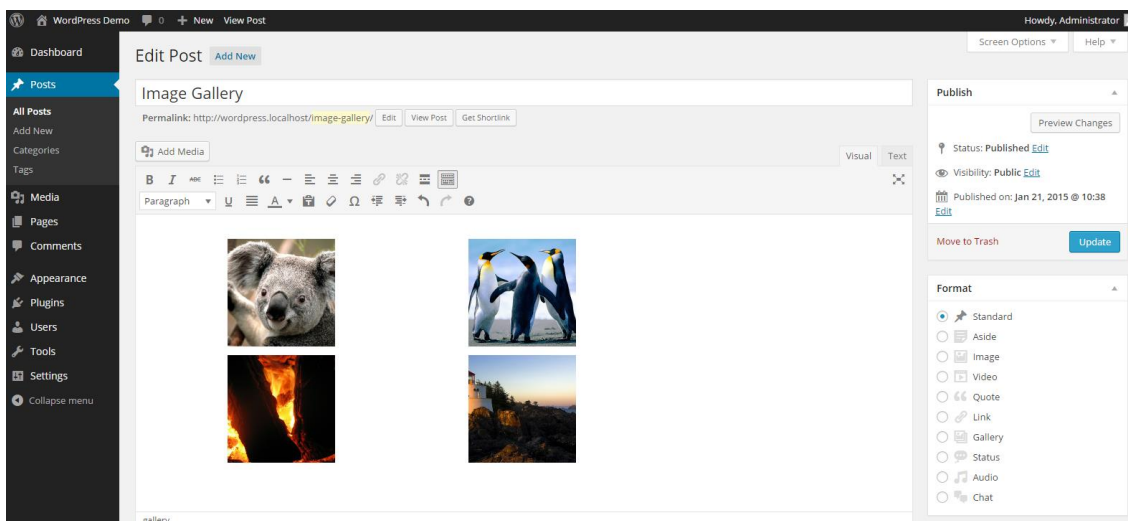 WordPress Demo 0 + New View Post Howdy, Administrator
Screen Options Help
Dashboard
Posts
All Posts
Add New
Categories
Tags
Media
Pages
Comments
Appearance
Plugins
Users
Tools
Settings
Collapse menu
Edit Post Add New
Image Gallery
Permalink: http://wordpress.localhost/image-gallery/ Edit View Post Get Shortlink
Add Media
Visual Text
B I ABC
Paragraph U A Ω
gallery
Publish
Preview Changes
Status: Published Edit
Visibility: Public Edit
Published on: Jan 21, 2015 @ 10:38
Edit
Move to Trash Update
Format
Standard
Aside
Image
Video
Quote
Link
Gallery
Status
Audio
Chat